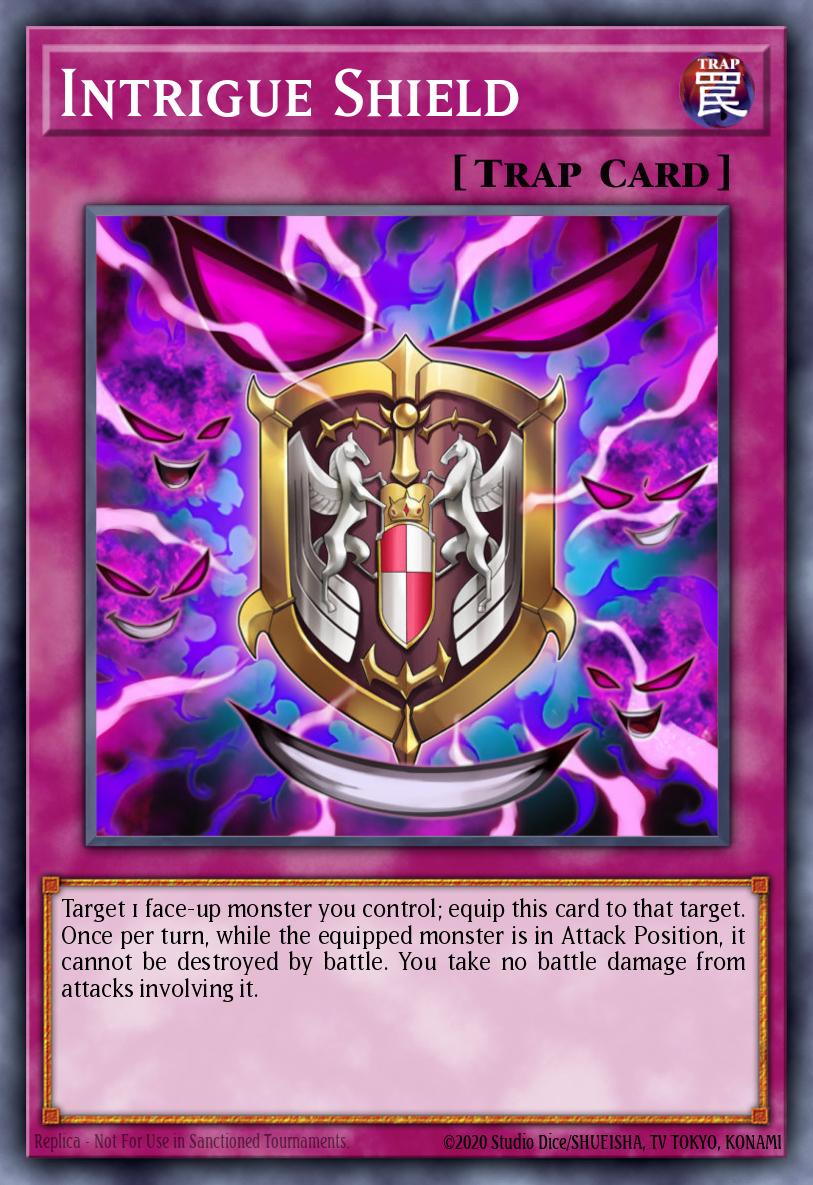 Intrigue Shield
TRAP
罠
[Trap Card]
Target 1 face-up monster you control; equip this card to that target.
Once per turn, while the equipped monster is in Attack Position, it
cannot be destroyed by battle. You take no battle damage from
attacks involving it.
Replica - Not For Use in Sanctioned Tournaments.
©2020 Studio Dice/SHUEISHA, TV TOKYO, KONAMI